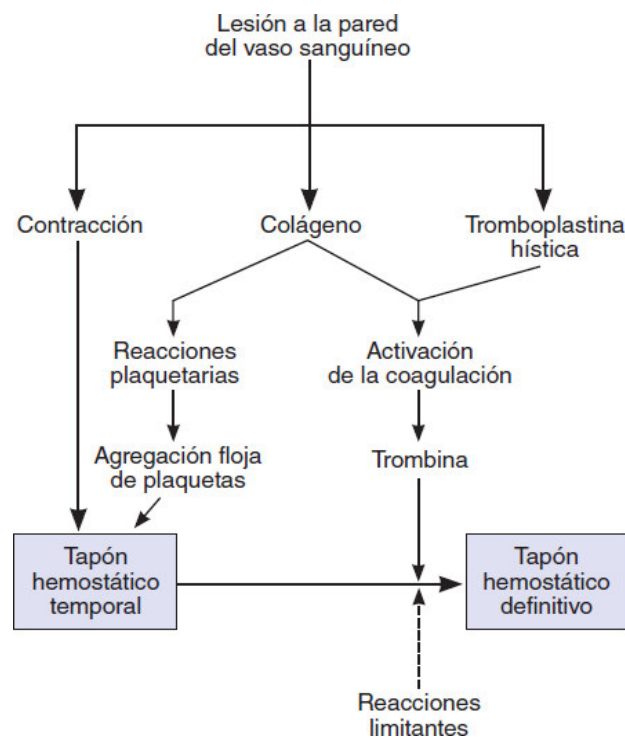 Lesión a la pared
del vaso sanguíneo
Contracción
Colágeno
Tromboplastina
hística
Reacciones
plaquetarias
Activación
de la coagulación
Agregación floja
de plaquetas
Trombina
Tapón
hemostático
temporal
Tapón
hemostático
definitivo
Reacciones
limitantes